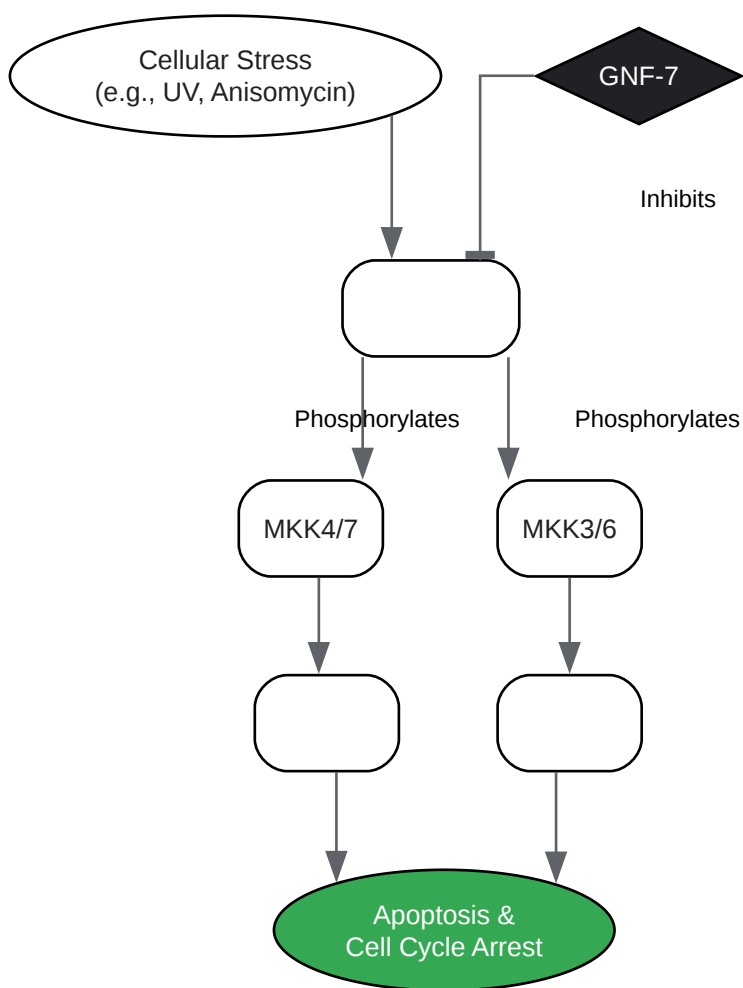 Cellular Stress
(e.g., UV, Anisomycin)
GNF-7
Inhibits
Phosphorylates
Phosphorylates
MKK4/7
MKK3/6
Apoptosis &
Cell Cycle Arrest